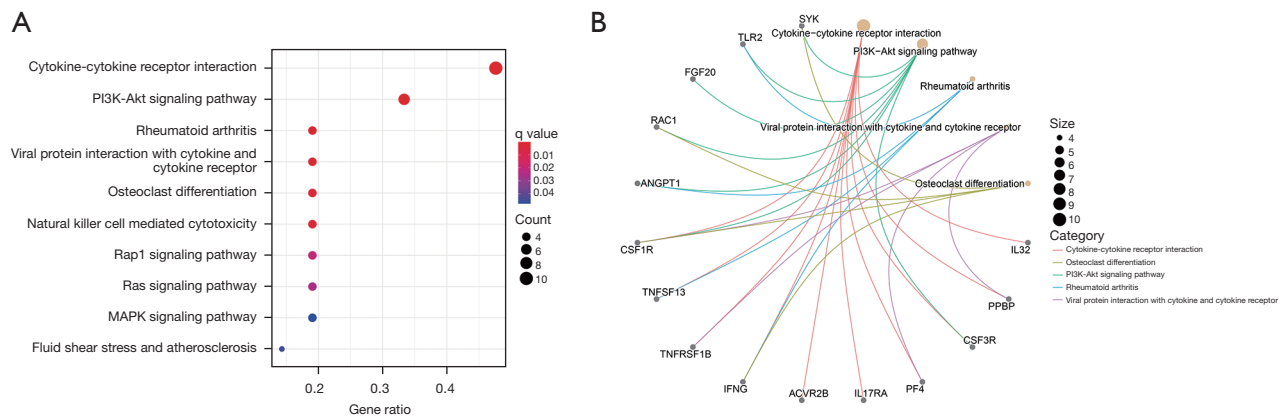 A
Cytokine-cytokine receptor interaction
PI3K-Akt signaling pathway
Rheumatoid arthritis
Viral protein interaction with cytokine and
cytokine receptor
Osteoclast differentiation
Natural killer cell mediated cytotoxicity
Rap1 signaling pathway
Ras signaling pathway
MAPK signaling pathway
Fluid shear stress and atherosclerosis
0.2
0.3
0.4
Gene ratio
q value
0.01
0.02
0.03
0.04
Count
4
6
8
10
B
SYK
Cytokine−cytokine receptor interaction
TLR2
PI3K−Akt signaling pathway
FGF20
Rheumatoid arthritis
RAC1
Viral protein interaction with cytokine and cytokine receptor
ANGPT1
Osteoclast differentiation
CSF1R
IL32
TNFSF13
PPBP
TNFRSF1B
CSF3R
IFNG
ACVR2B
IL17RA
PF4
Size
4
5
6
7
8
9
10
Category
Cytokine-cytokine receptor interaction
Osteoclast differentiation
PI3K-Akt signaling pathway
Rheumatoid arthritis
Viral protein interaction with cytokine and cytokine receptor